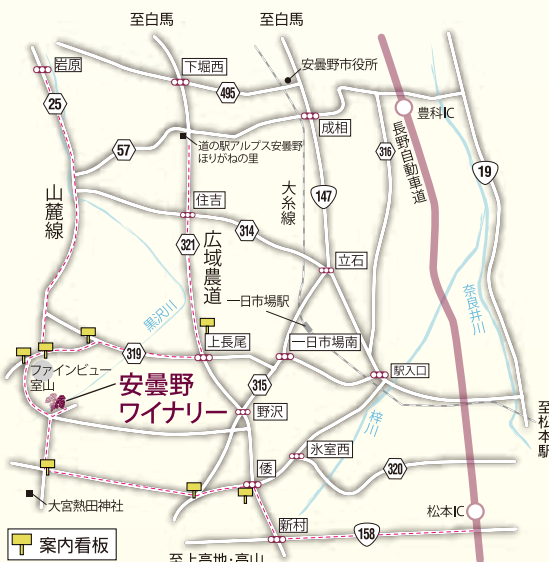 至白馬
至白馬
岩原
下堀西
安曇野市役所
25
495
成相
豊科IC
57
道の駅アルプス安曇野
ほりがねの里
316
長野自動車道
19
山麓線
住吉
大糸線
147
321
広域農道
314
立石
黒沢川
一日市場駅
奈良井川
319
上長尾
一日市場南
ファインビュー
室山
駅入口
安曇野
ワイナリー
315
野沢
梓川
至松本駅
氷室西
320
倭
大宮熱田神社
松本IC
新村
158
案内看板
至上高地・高山